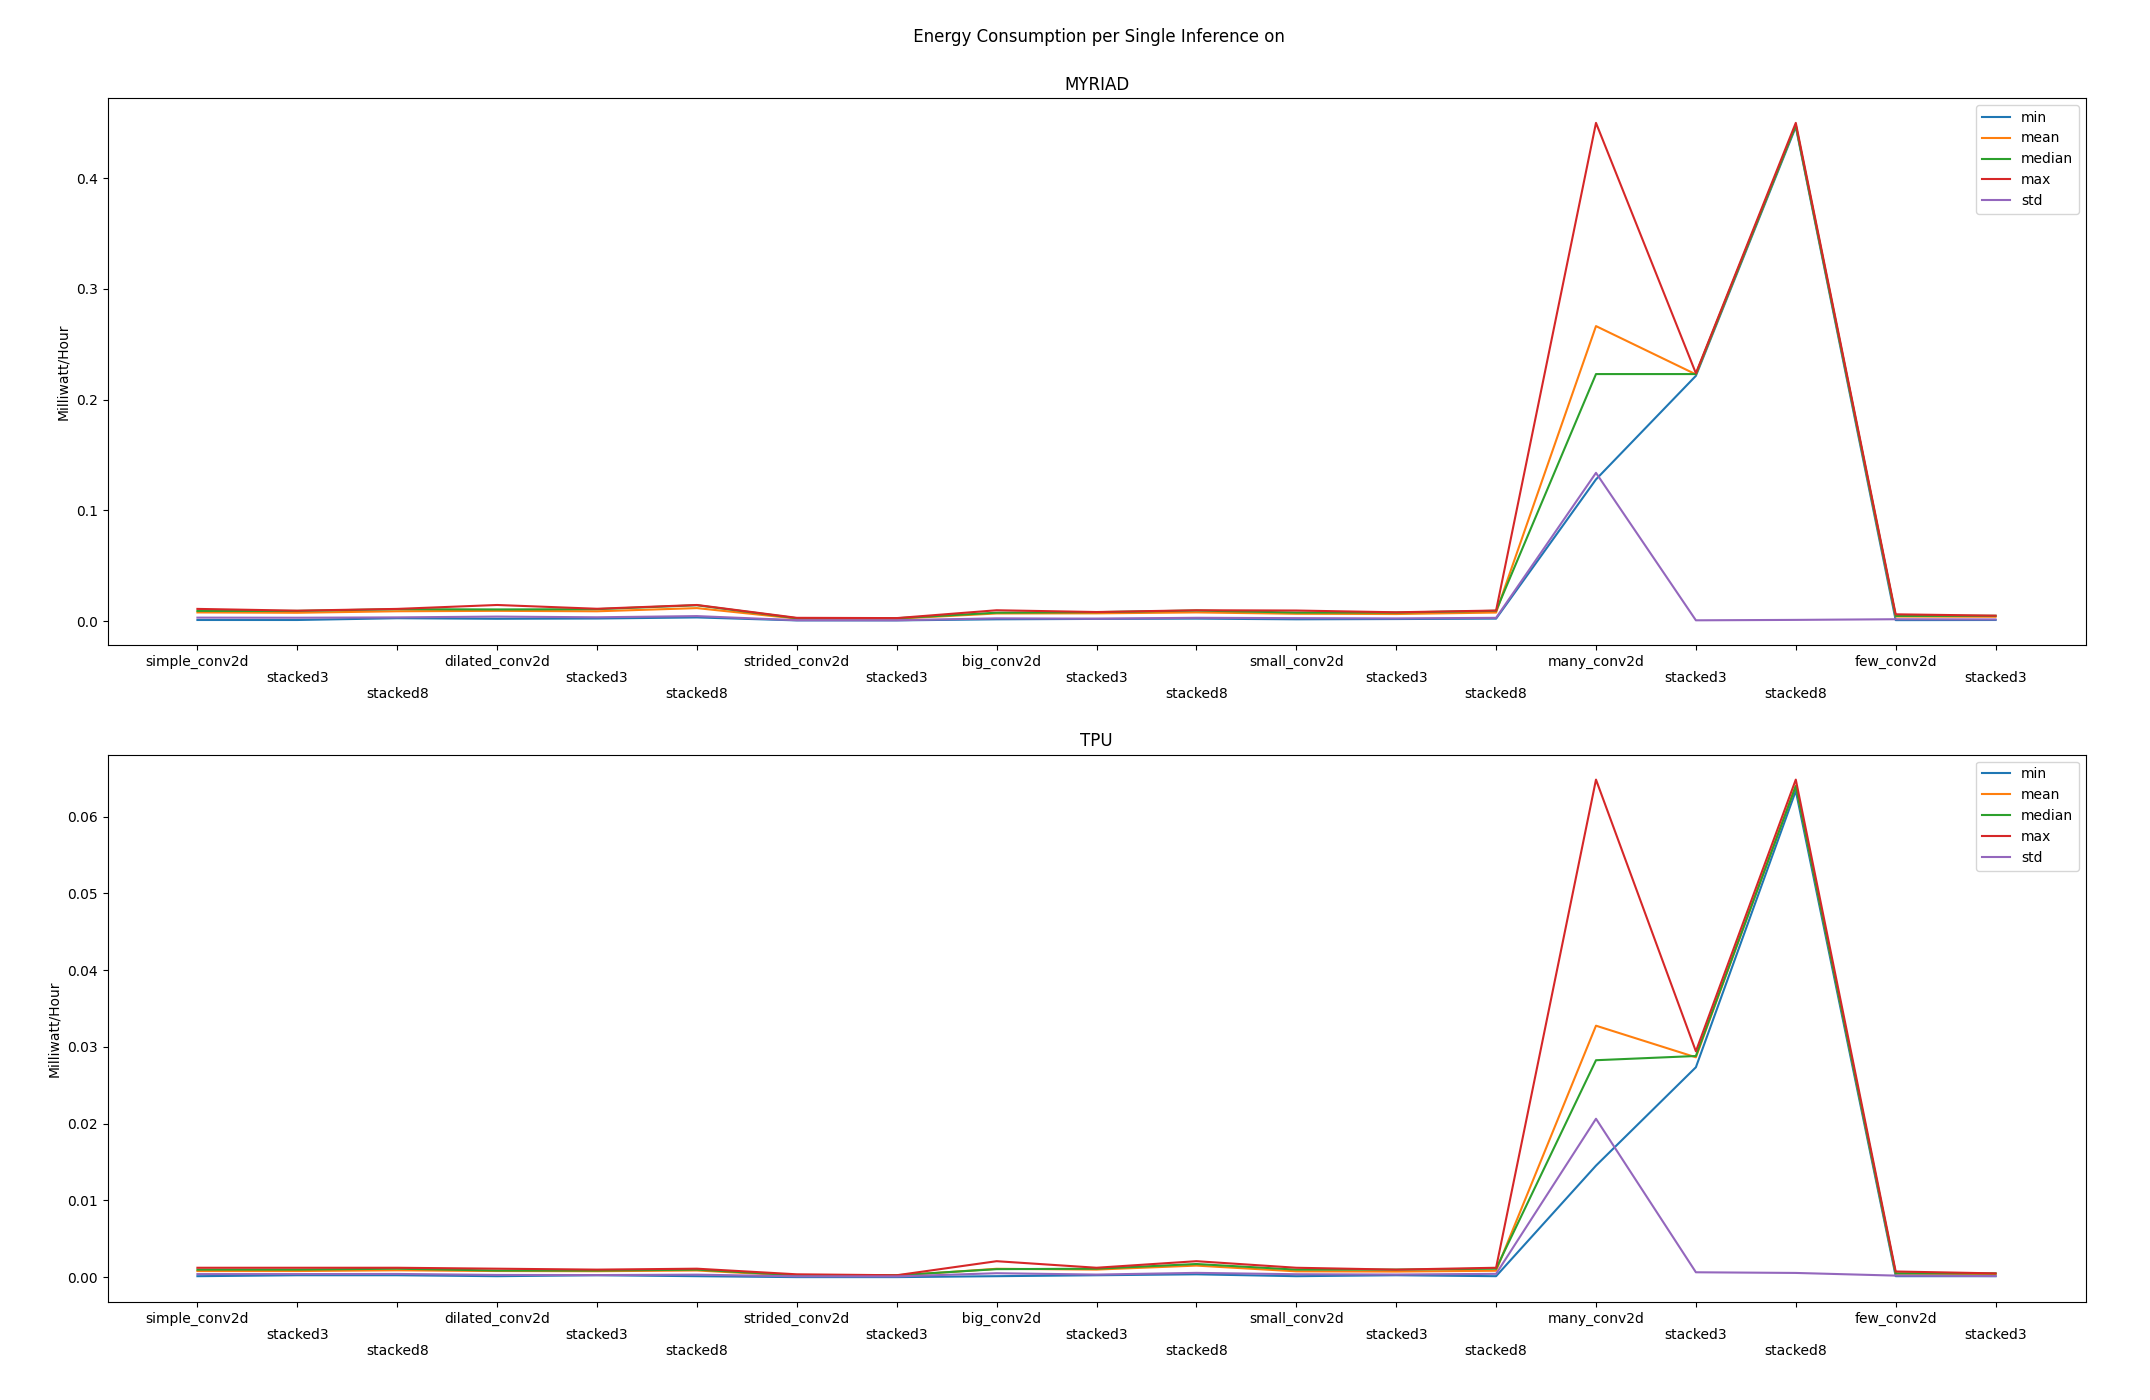 Energy Consumption per Single Inference on
MYRIAD
Milliwatt/Hour
0.4
0.3
0.2
0.1
0.0
min
mean
median
max
std
simple_conv2d dilated_conv2d strided_conv2d big_conv2d small_conv2d many_conv2d few_conv2d
stacked3 stacked3 stacked3 stacked3 stacked3 stacked3 stacked3
stacked8 stacked8 stacked8 stacked8 stacked8
TPU
Milliwatt/Hour
0.06
0.05
0.04
0.03
0.02
0.01
0.00
min
mean
median
max
std
simple_conv2d dilated_conv2d strided_conv2d big_conv2d small_conv2d many_conv2d few_conv2d
stacked3 stacked3 stacked3 stacked3 stacked3 stacked3 stacked3
stacked8 stacked8 stacked8 stacked8 stacked8